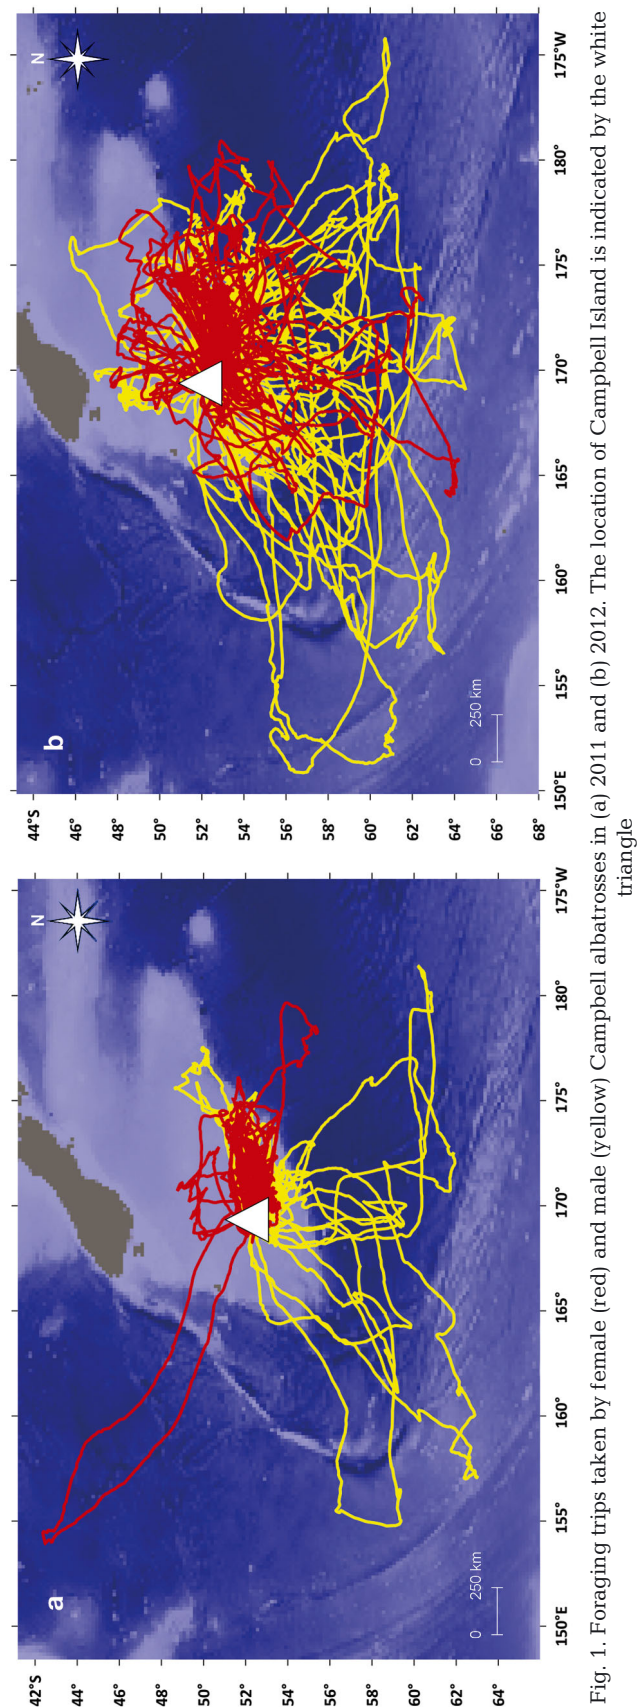 a
N
0 250 km
42°S
44°
46°
48°
50°
52°
54°
56°
58°
60°
62°
64°
150°E
155°
160°
165°
170°
175°
180°
175°W
b
N
0 250 km
44°S
46°
48°
50°
52°
54°
56°
58°
60°
62°
64°
66°
68°
150°E
155°
160°
165°
170°
175°
180°
175°W
Fig. 1. Foraging trips taken by female (red) and male (yellow) Campbell albatrosses in (a) 2011 and (b) 2012. The location of Campbell Island is indicated by the white
triangle